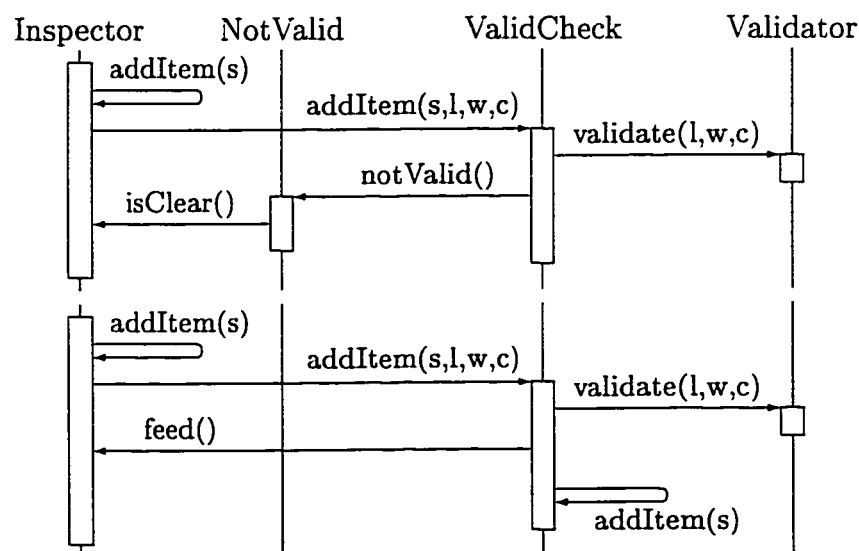 Inspector NotValid ValidCheck Validator
addItem(s)
addItem(s,l,w,c)
validate(l,w,c)
notValid()
isClear()
addItem(s)
addItem(s,l,w,c)
validate(l,w,c)
feed()
addItem(s)